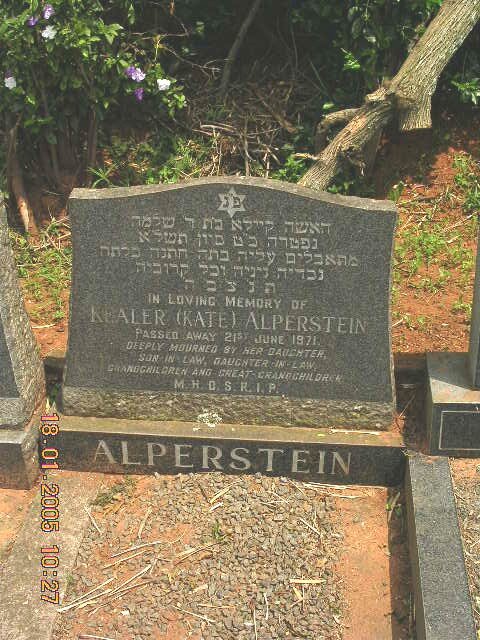 פ נ
האשה קיילא בת ר שלמה
נפטרה כ״ט סיון תשל״א
מתאבלים עליה בתה חתנה כלתה
נכדיה ניניה וכל קרוביה
ת נ צ ב ה
IN LOVING MEMORY OF
KEALER (KATE) ALPERSTEIN
PASSED AWAY 21ST JUNE 1971.
DEEPLY MOURNED BY HER DAUGHTER,
SON-IN-LAW, DAUGHTER-IN-LAW,
GRANDCHILDREN AND GREAT-GRANDCHILDREN
M.H.D.S.R.I.P.
ALPERSTEIN
18.01.2005 10:27